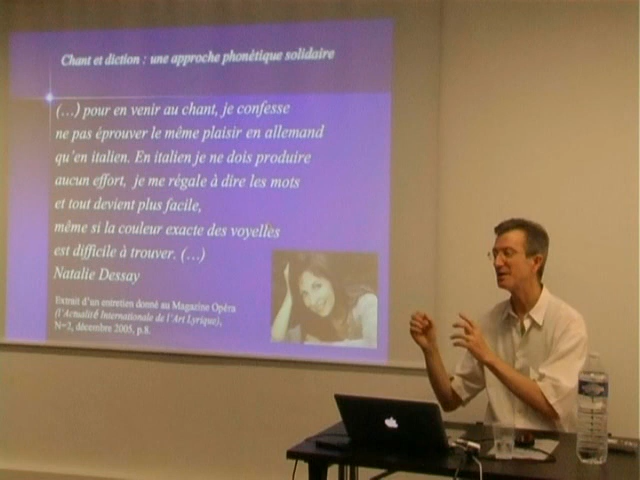 Chant et diction : une approche phonétique solidaire
(…) pour en venir au chant, je confesse
ne pas éprouver le même plaisir en allemand
qu'en italien. En italien je ne dois produire
aucun effort, je me régale à dire les mots
et tout devient plus facile,
même si la couleur exacte des voyelles
est difficile à trouver. (…)
Natalie Dessay
Extrait d'un entretien donné au Magazine Opéra
(l'Actualité Internationale de l'Art Lyrique),
N=2, décembre 2005, p.8.